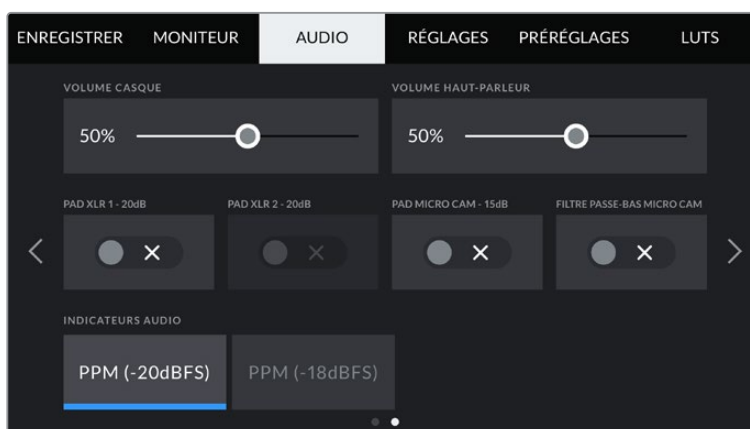 ENREGISTRER MONITEUR AUDIO RÉGLAGES PRÉRÉGLAGES LUTS
VOLUME CASQUE VOLUME HAUT-PARLEUR
50% 50%
PAD XLR 1 - 20dB PAD XLR 2 - 20dB PAD MICRO CAM - 15dB FILTRE PASSE-BAS MICRO CAM
INDICATEURS AUDIO
PPM (-20dBFS) PPM (-18dBFS)